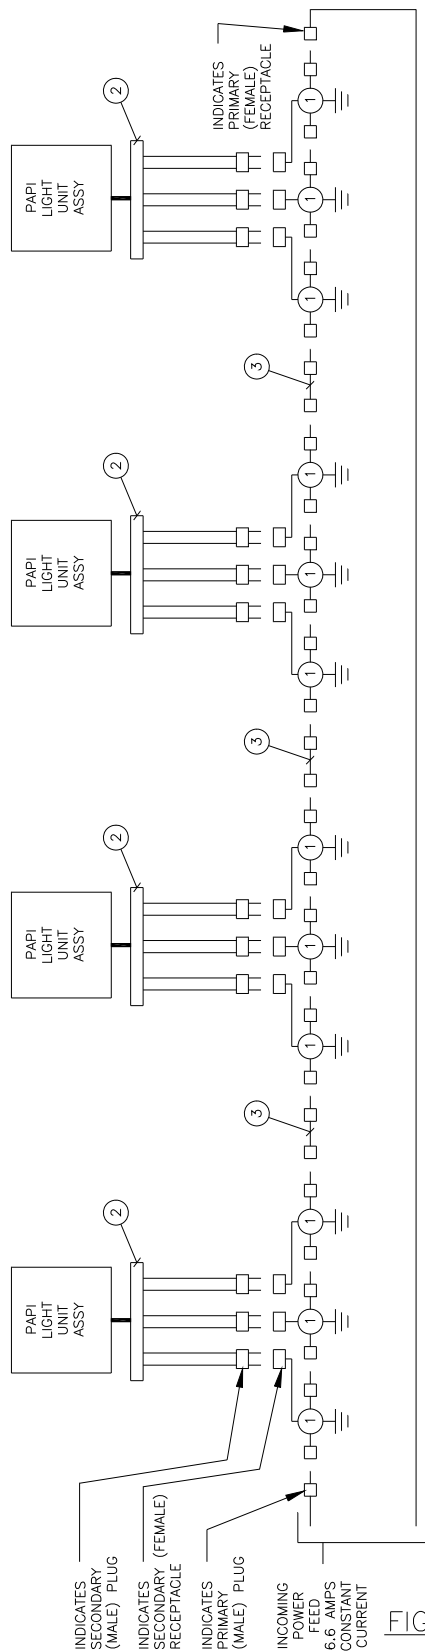 PAPI
LIGHT
UNIT
ASSY
PAPI
LIGHT
UNIT
ASSY
PAPI
LIGHT
UNIT
ASSY
PAPI
LIGHT
UNIT
ASSY
2
2
2
2
INDICATES
SECONDARY
(MALE) PLUG
INDICATES
SECONDARY (FEMALE)
RECEPTACLE
INDICATES
PRIMARY
(MALE) PLUG
INDICATES
PRIMARY
(FEMALE)
RECEPTACLE
3
3
3
1
1
1
1
1
1
1
1
1
1
1
1
INCOMING
POWER
FEED
6.6 AMPS
CONSTANT
CURRENT
FIG